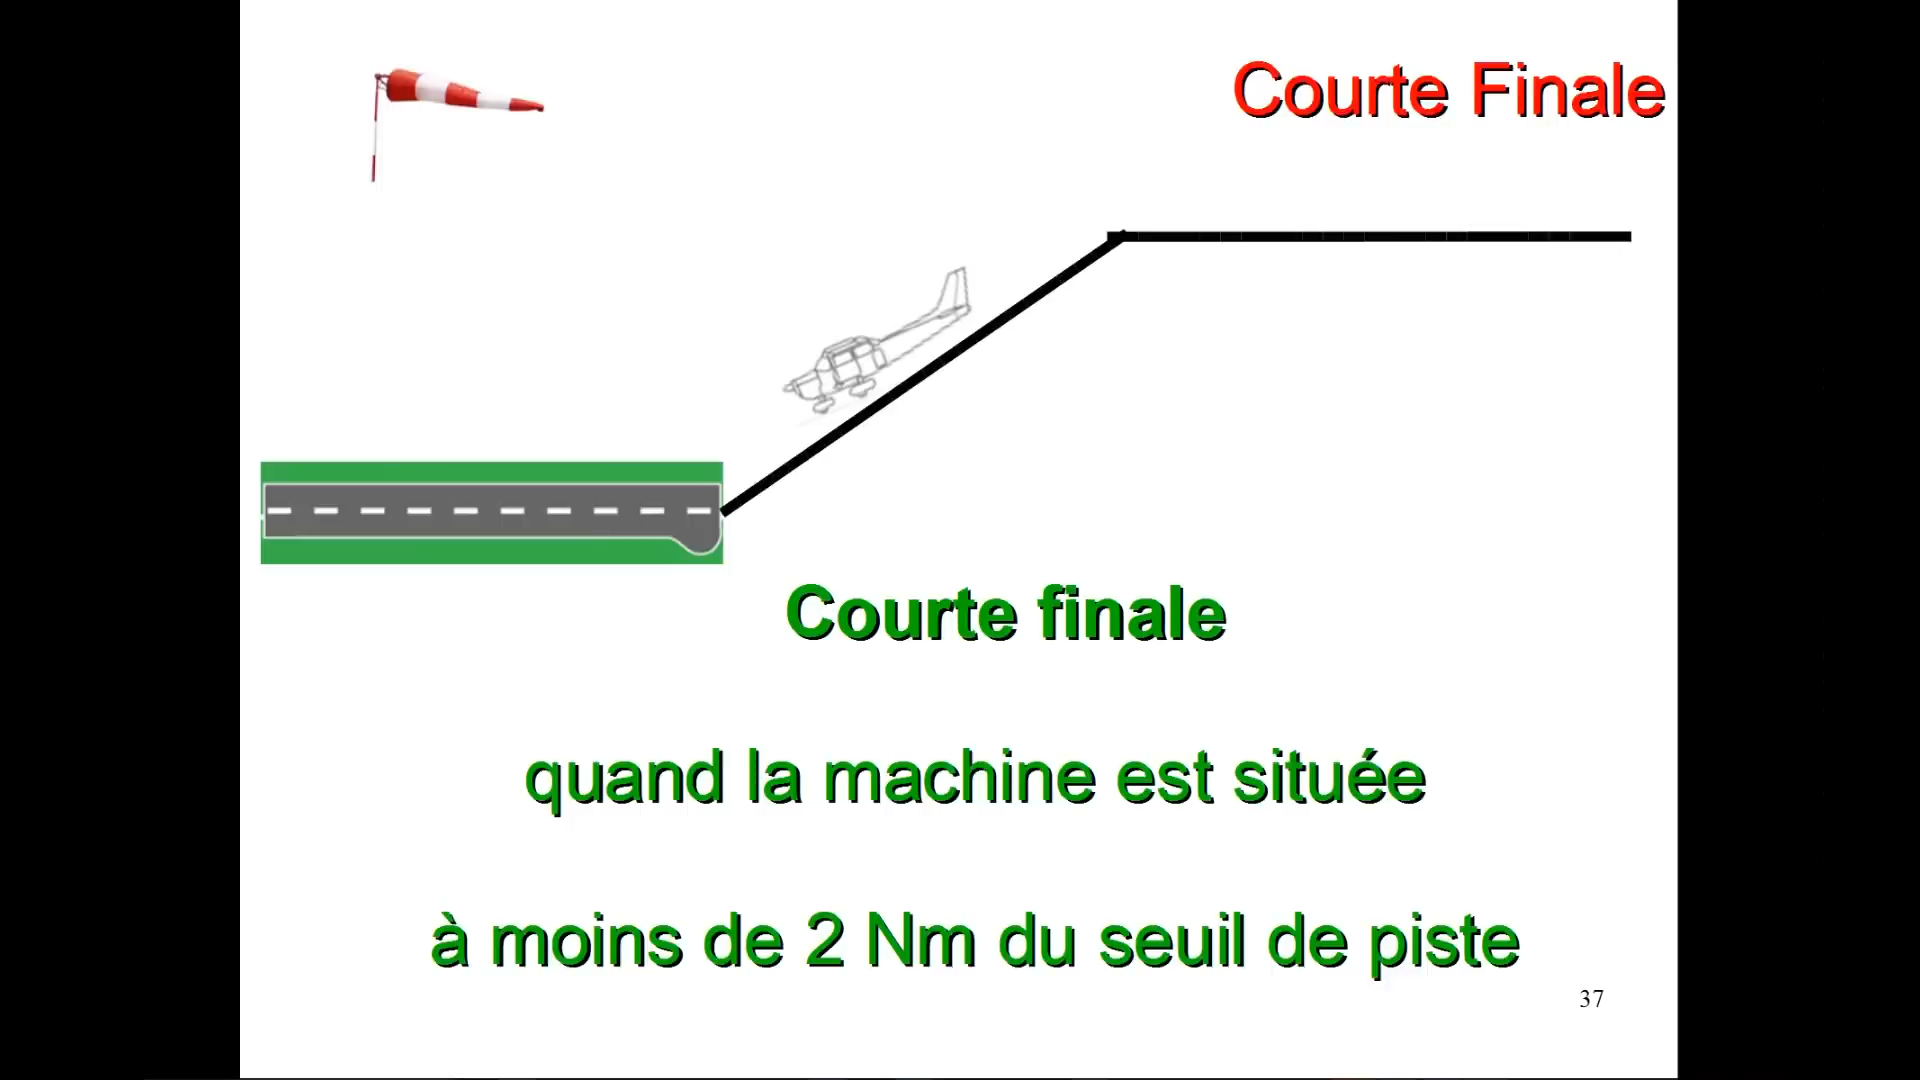 Courte Finale
Courte finale
quand la machine est située
à moins de 2 Nm du seuil de piste
37